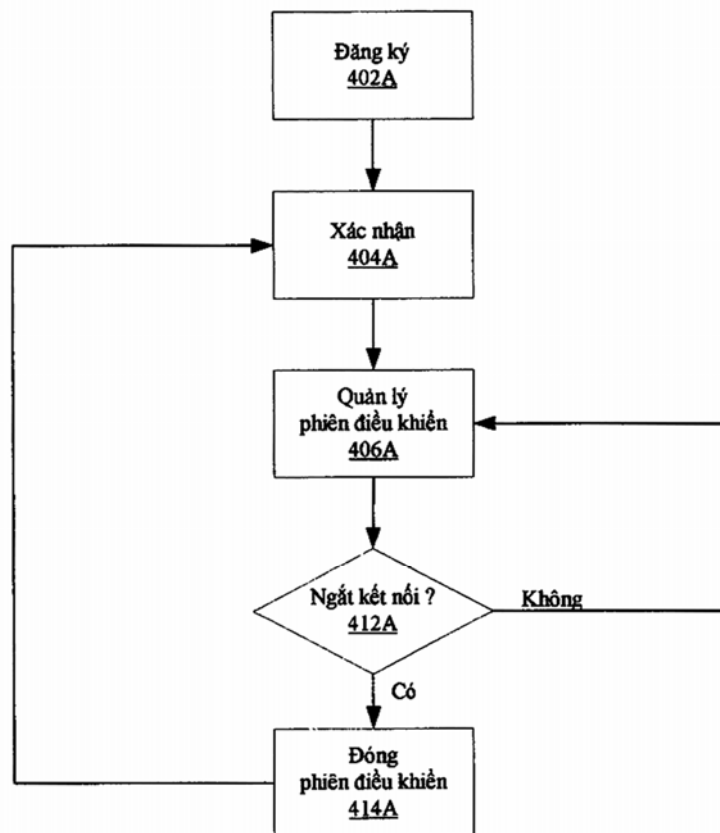 Đăng ký
402A
Xác nhận
404A
Quản lý
phiên điều khiển
406A
Ngắt kết nối ?
412A
Không
Có
Đóng
phiên điều khiển
414A